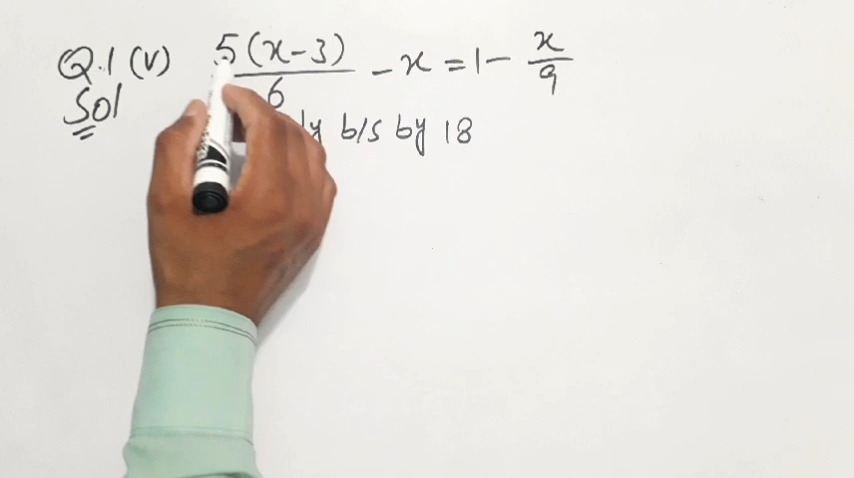 Q.1 (v) 5(x-3)/6 - x = 1 - x/9
Sol
b/s by 18